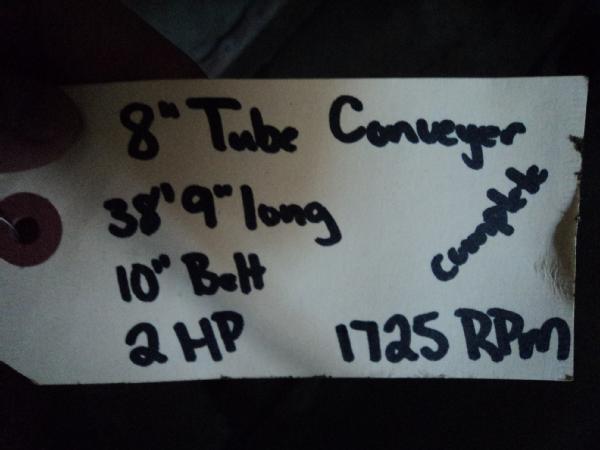 8" Tube Conveyer
38'9" long
complete
10" Belt
2 HP 1725 RPM